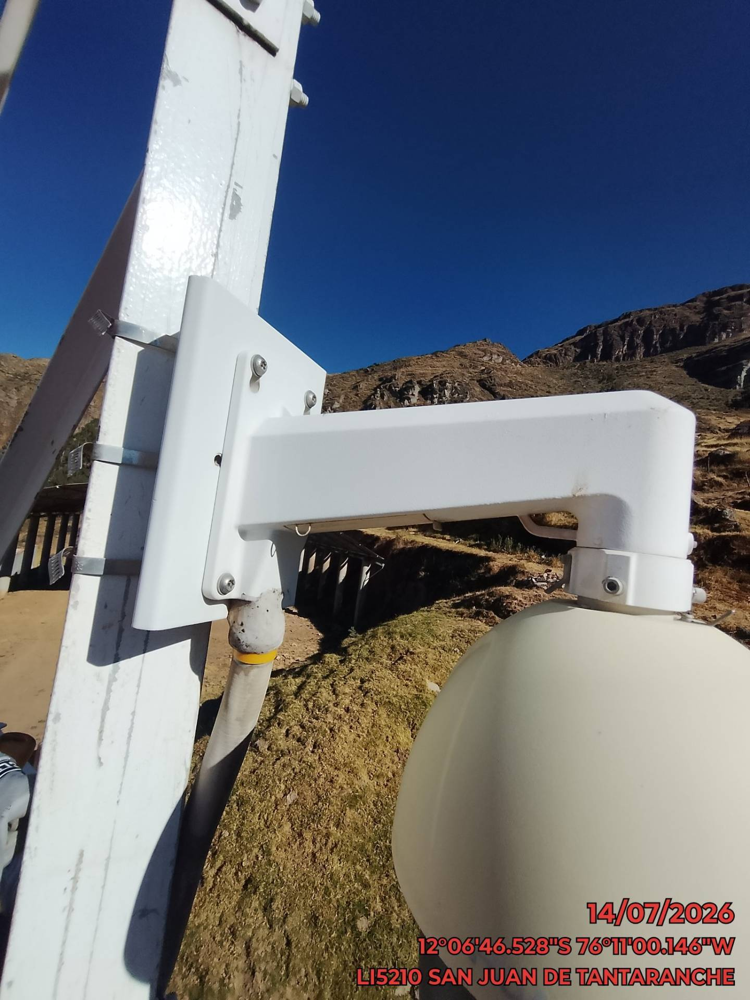 14/07/2026
12°06'46.528"S 76°11'00.146"W
LI5210 SAN JUAN DE TANTARANCHE